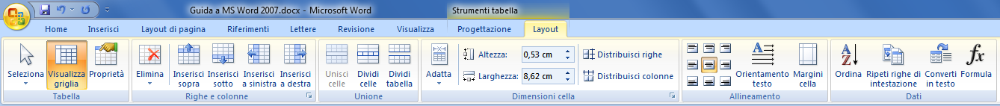 Guida a MS Word 2007.docx - Microsoft Word
Strumenti tabella
Home Inserisci Layout di pagina Riferimenti Lettere Revisione Visualizza Progettazione Layout
Seleziona
Visualizza
griglia
Proprietà
Tabella
Elimina
Inserisci
sopra
Inserisci
sotto
Inserisci
a sinistra
Inserisci
a destra
Righe e colonne
Unisci
celle
Dividi
celle
Dividi
tabella
Unione
Adatta
Altezza: 0,53 cm
Larghezza: 8,62 cm
Distribuisci righe
Distribuisci colonne
Dimensioni cella
Orientamento
testo
Margini
cella
Allineamento
A
Z
Ordina
Ripeti righe di
intestazione
Converti
in testo
fx
Formula
Dati